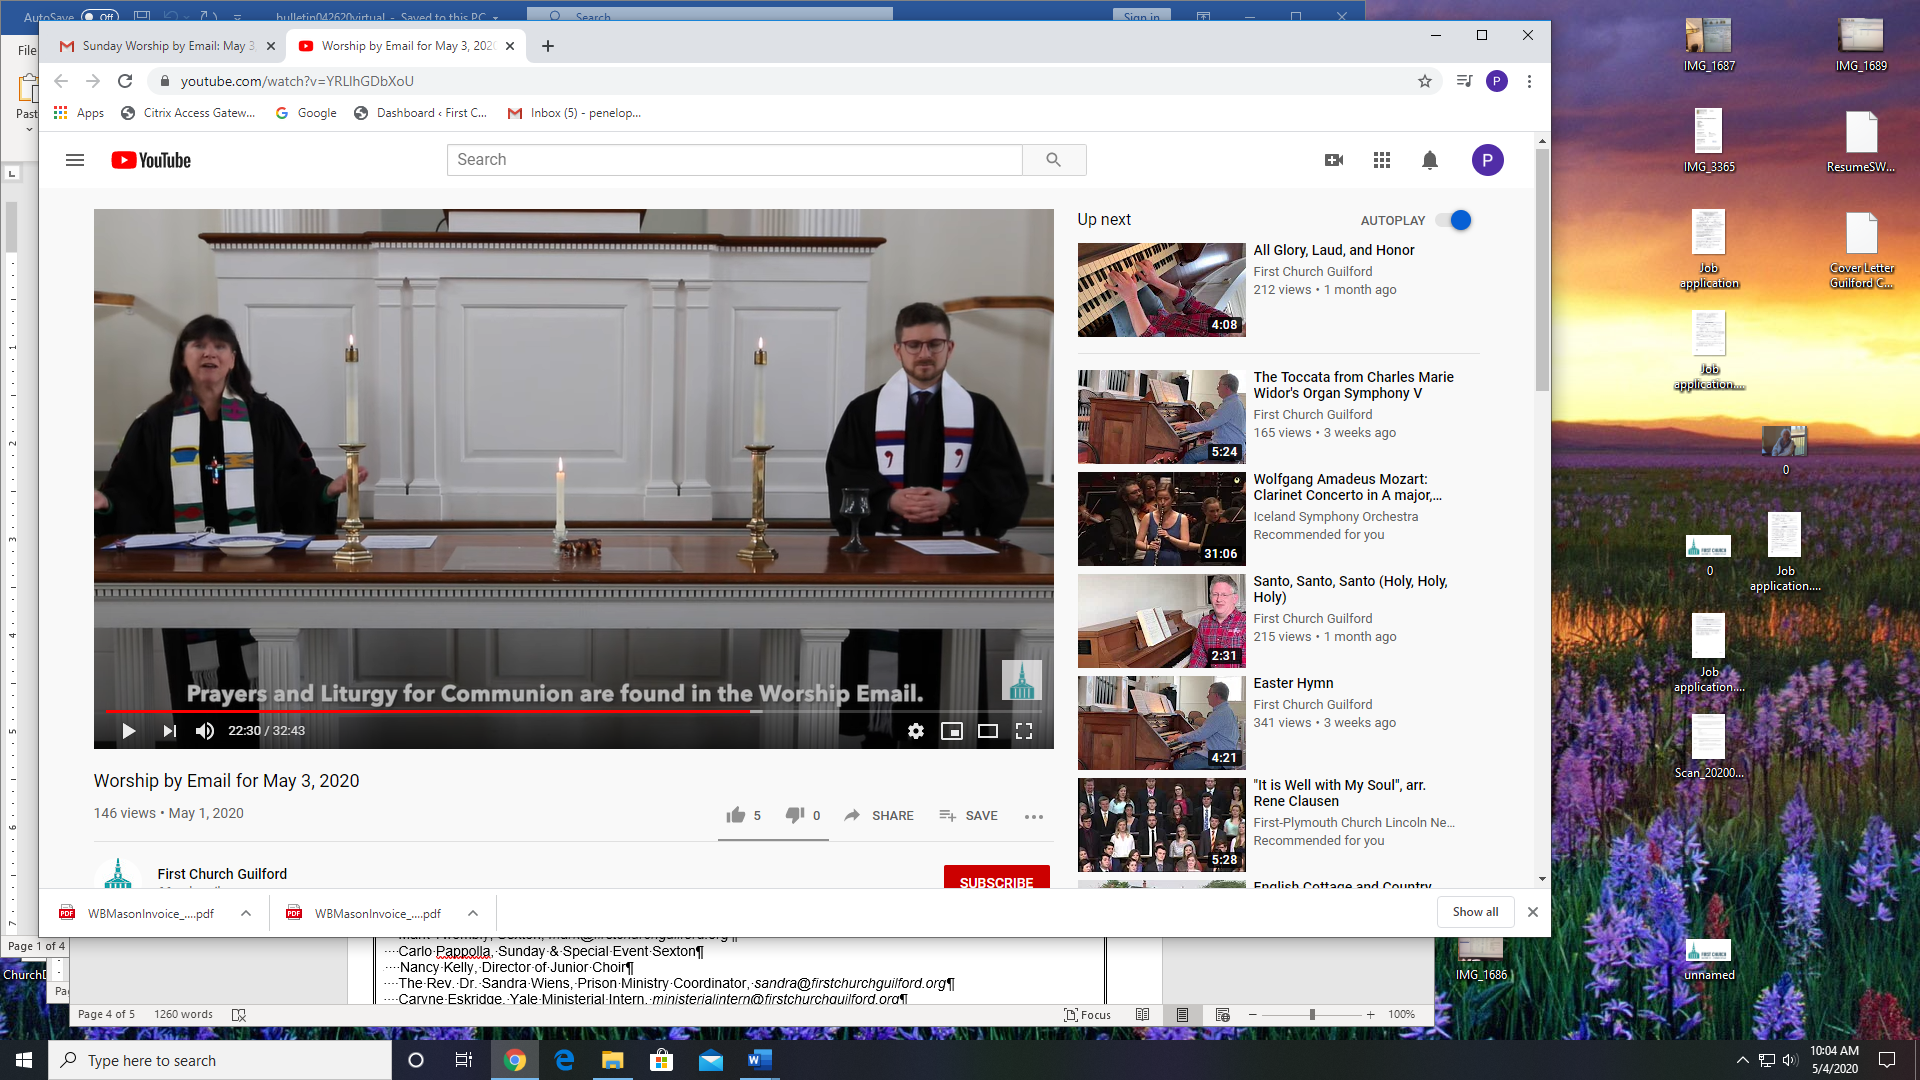 AutoSave Off bulletin042620virtual - Saved to this PC Search Sign in
File
Past
Sunday Worship by Email: May 3,
Worship by Email for May 3, 2020
youtube.com/watch?v=YRLlhGDbXoU
P
Apps
Citrix Access Gatew...
Google
Dashboard ‹ First C...
Inbox (5) - penelop...
YouTube
Search
P
Prayers and Liturgy for Communion are found in the Worship Email.
22:30 / 32:43
Worship by Email for May 3, 2020
146 views • May 1, 2020
5 0 SHARE SAVE
First Church Guilford
SUBSCRIBE
Up next
AUTOPLAY
4:08
All Glory, Laud, and Honor
First Church Guilford
212 views • 1 month ago
5:24
The Toccata from Charles Marie
Widor's Organ Symphony V
First Church Guilford
165 views • 3 weeks ago
31:06
Wolfgang Amadeus Mozart:
Clarinet Concerto in A major,...
Iceland Symphony Orchestra
Recommended for you
2:31
Santo, Santo, Santo (Holy, Holy,
Holy)
First Church Guilford
215 views • 1 month ago
4:21
Easter Hymn
First Church Guilford
341 views • 3 weeks ago
5:28
"It is Well with My Soul", arr.
Rene Clausen
First-Plymouth Church Lincoln Ne...
Recommended for you
English Cottage and Country
WBMasonInvoice_....pdf
WBMasonInvoice_....pdf
Show all
Page 1 of 4
ChurchD
Pa
Carlo Pappolla, Sunday & Special Event Sexton¶
Nancy Kelly, Director of Junior Choir¶
The Rev. Dr. Sandra Wiens, Prison Ministry Coordinator, sandra@firstchurchguilford.org¶
Caryne Eskridge, Yale Ministerial Intern, ministerialintern@firstchurchguilford.org¶
Page 4 of 5 1260 words
Focus
100%
IMG_1687
IMG_1689
IMG_3365
ResumeSW...
Job
application
Cover Letter
Guilford C...
Job
application....
0
FIRST CHURCH
0
Job
application....
Job
application....
Scan_20200...
IMG_1686
unnamed
Type here to search
10:04 AM
5/4/2020